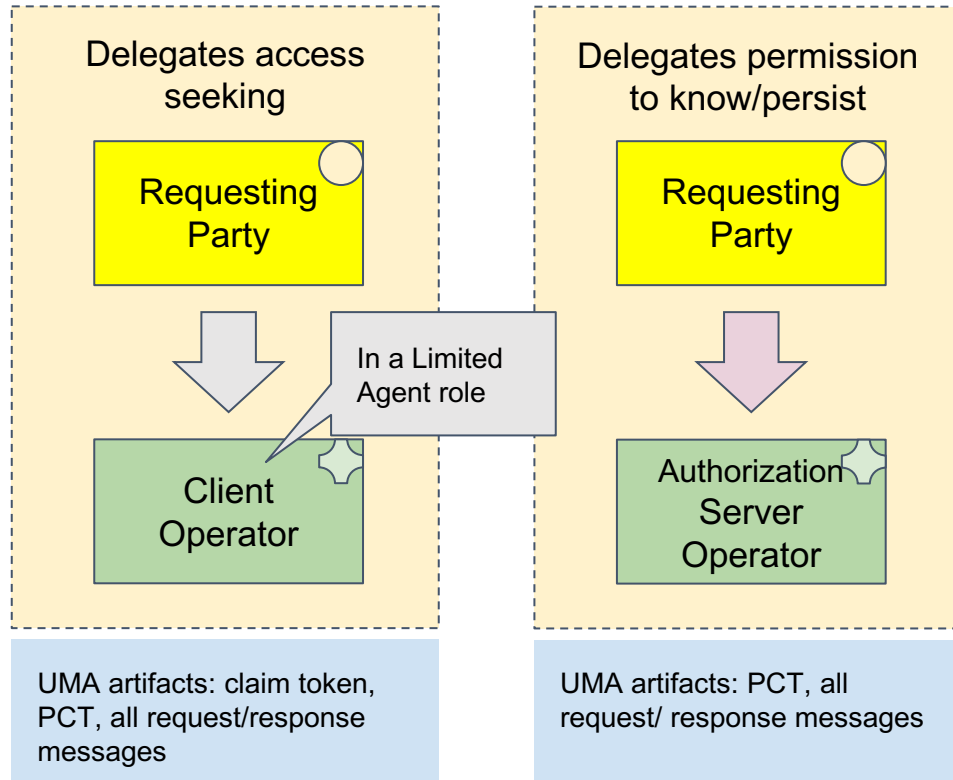 Delegates access
seeking
Requesting
Party
In a Limited
Agent role
Client
Operator
UMA artifacts: claim token,
PCT, all request/response
messages
Delegates permission
to know/persist
Requesting
Party
Authorization
Server
Operator
UMA artifacts: PCT, all
request/ response messages